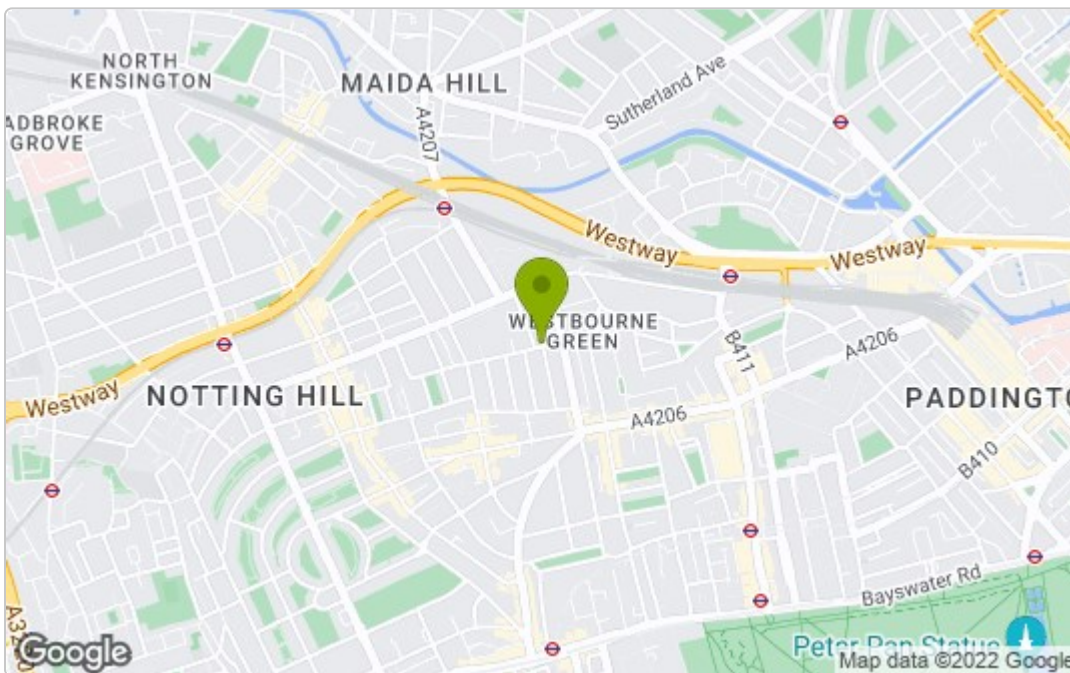 NORTH
KENSINGTON
MAIDA HILL
Sutherland Ave
ADBROKE
GROVE
A4207
Westway
Westway
WESTBOURNE
GREEN
B411
A4206
Westway
NOTTING HILL
A4206
PADDINGTO
B410
Bayswater Rd
A3220
Peter Pan Statue
Google
Map data ©2022 Google